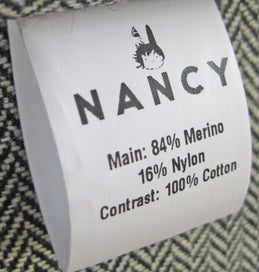 NANCY
Main: 84% Merino
16% Nylon
Contrast: 100% Cotton